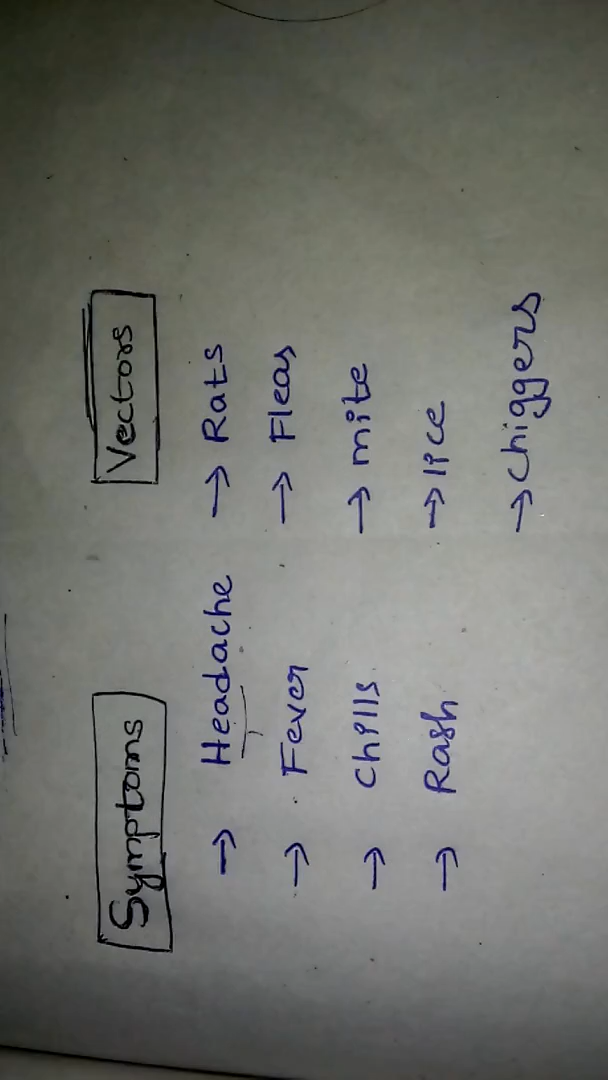 Symptoms
→ Headache
→ Fever
→ Chills
→ Rash
Vectors
→ Rats
→ Fleas
→ mite
→ lice
→ chiggers